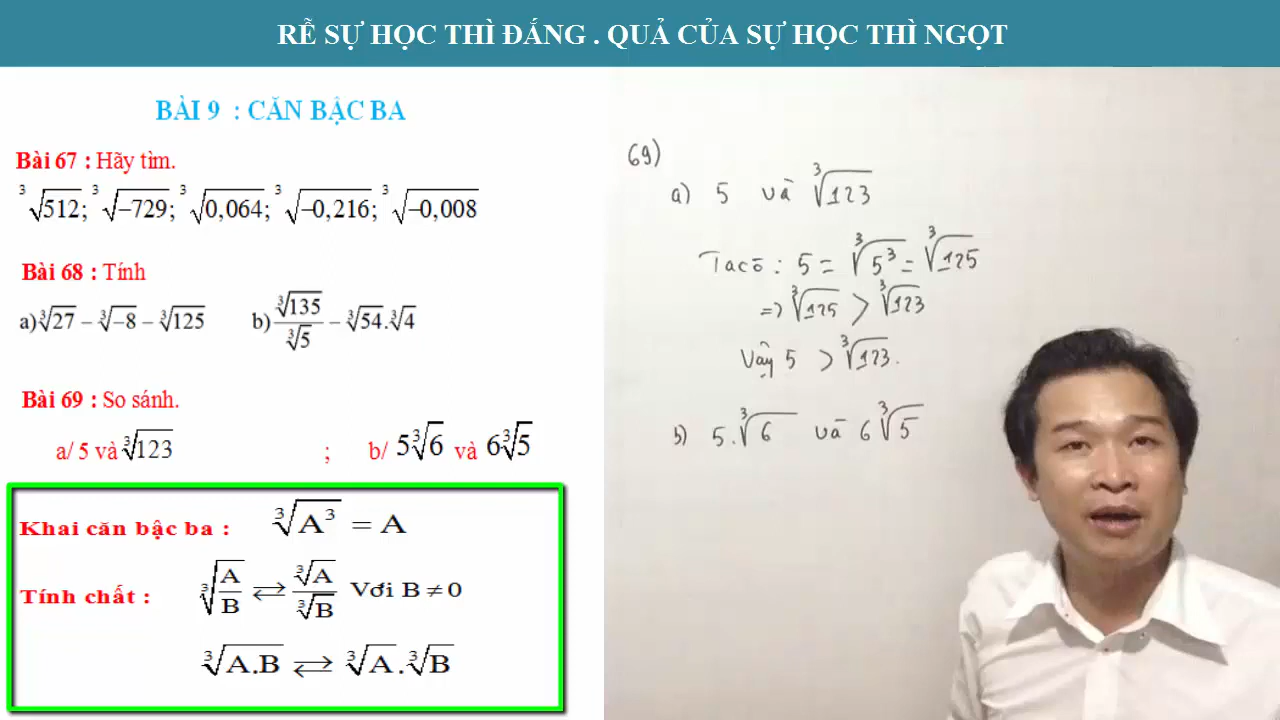 RỄ SỰ HỌC THÌ ĐẮNG . QUẢ CỦA SỰ HỌC THÌ NGỌT
BÀI 9 : CĂN BẬC BA
Bài 67 : Hãy tìm.
∛512; ∛−729; ∛0,064; ∛−0,216; ∛−0,008
Bài 68 : Tính
a)∛27 − ∛−8 − ∛125 b) ∛135/∛5 − ∛54.∛4
Bài 69 : So sánh.
a/ 5 và ∛123 ; b/ 5∛6 và 6∛5
Khai căn bậc ba : ∛A³ = A
Tính chất : ∛(A/B) ⇄ ∛A/∛B Với B ≠ 0
∛A.B ⇄ ∛A.∛B
69)
a) 5 và ∛123
Ta có : 5 = ∛5³ = ∛125
=> ∛125 > ∛123
Vậy 5 > ∛123.
b) 5.∛6 và 6∛5